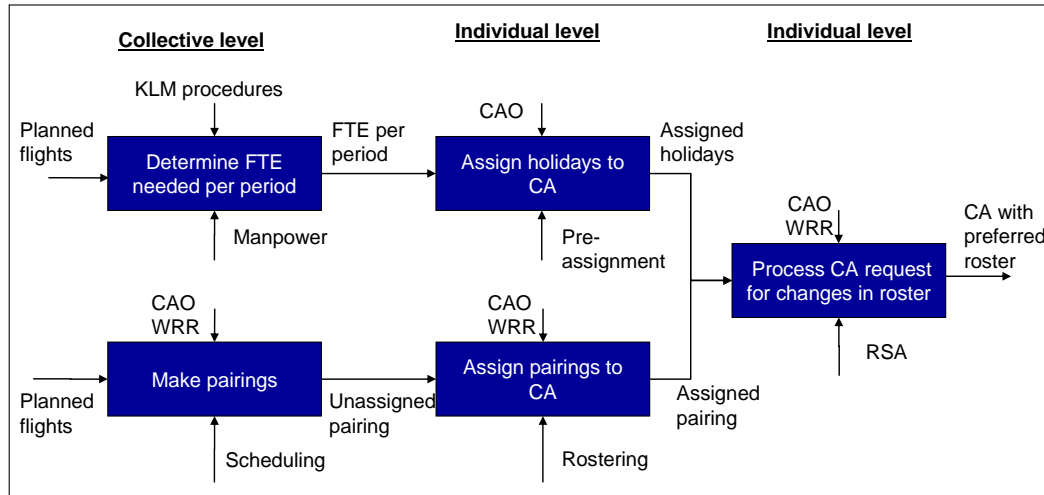 Collective level
Individual level
Individual level
KLM procedures
Planned
flights
Determine FTE
needed per period
Manpower
FTE per
period
CAO
Assign holidays to
CA
Pre-
assignment
Assigned
holidays
CAO
WRR
Process CA request
for changes in roster
RSA
CA with
preferred
roster
CAO
WRR
Planned
flights
Make pairings
Scheduling
Unassigned
pairing
CAO
WRR
Assign pairings to
CA
Rostering
Assigned
pairing